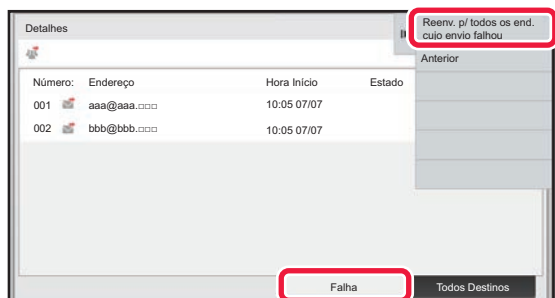 Detalhes
Reenv. p/ todos os end.
cujo envio falhou
Anterior
Número: Endereço Hora Início Estado
001 aaa@aaa.□□□ 10:05 07/07
002 bbb@bbb.□□□ 10:05 07/07
Falha Todos Destinos